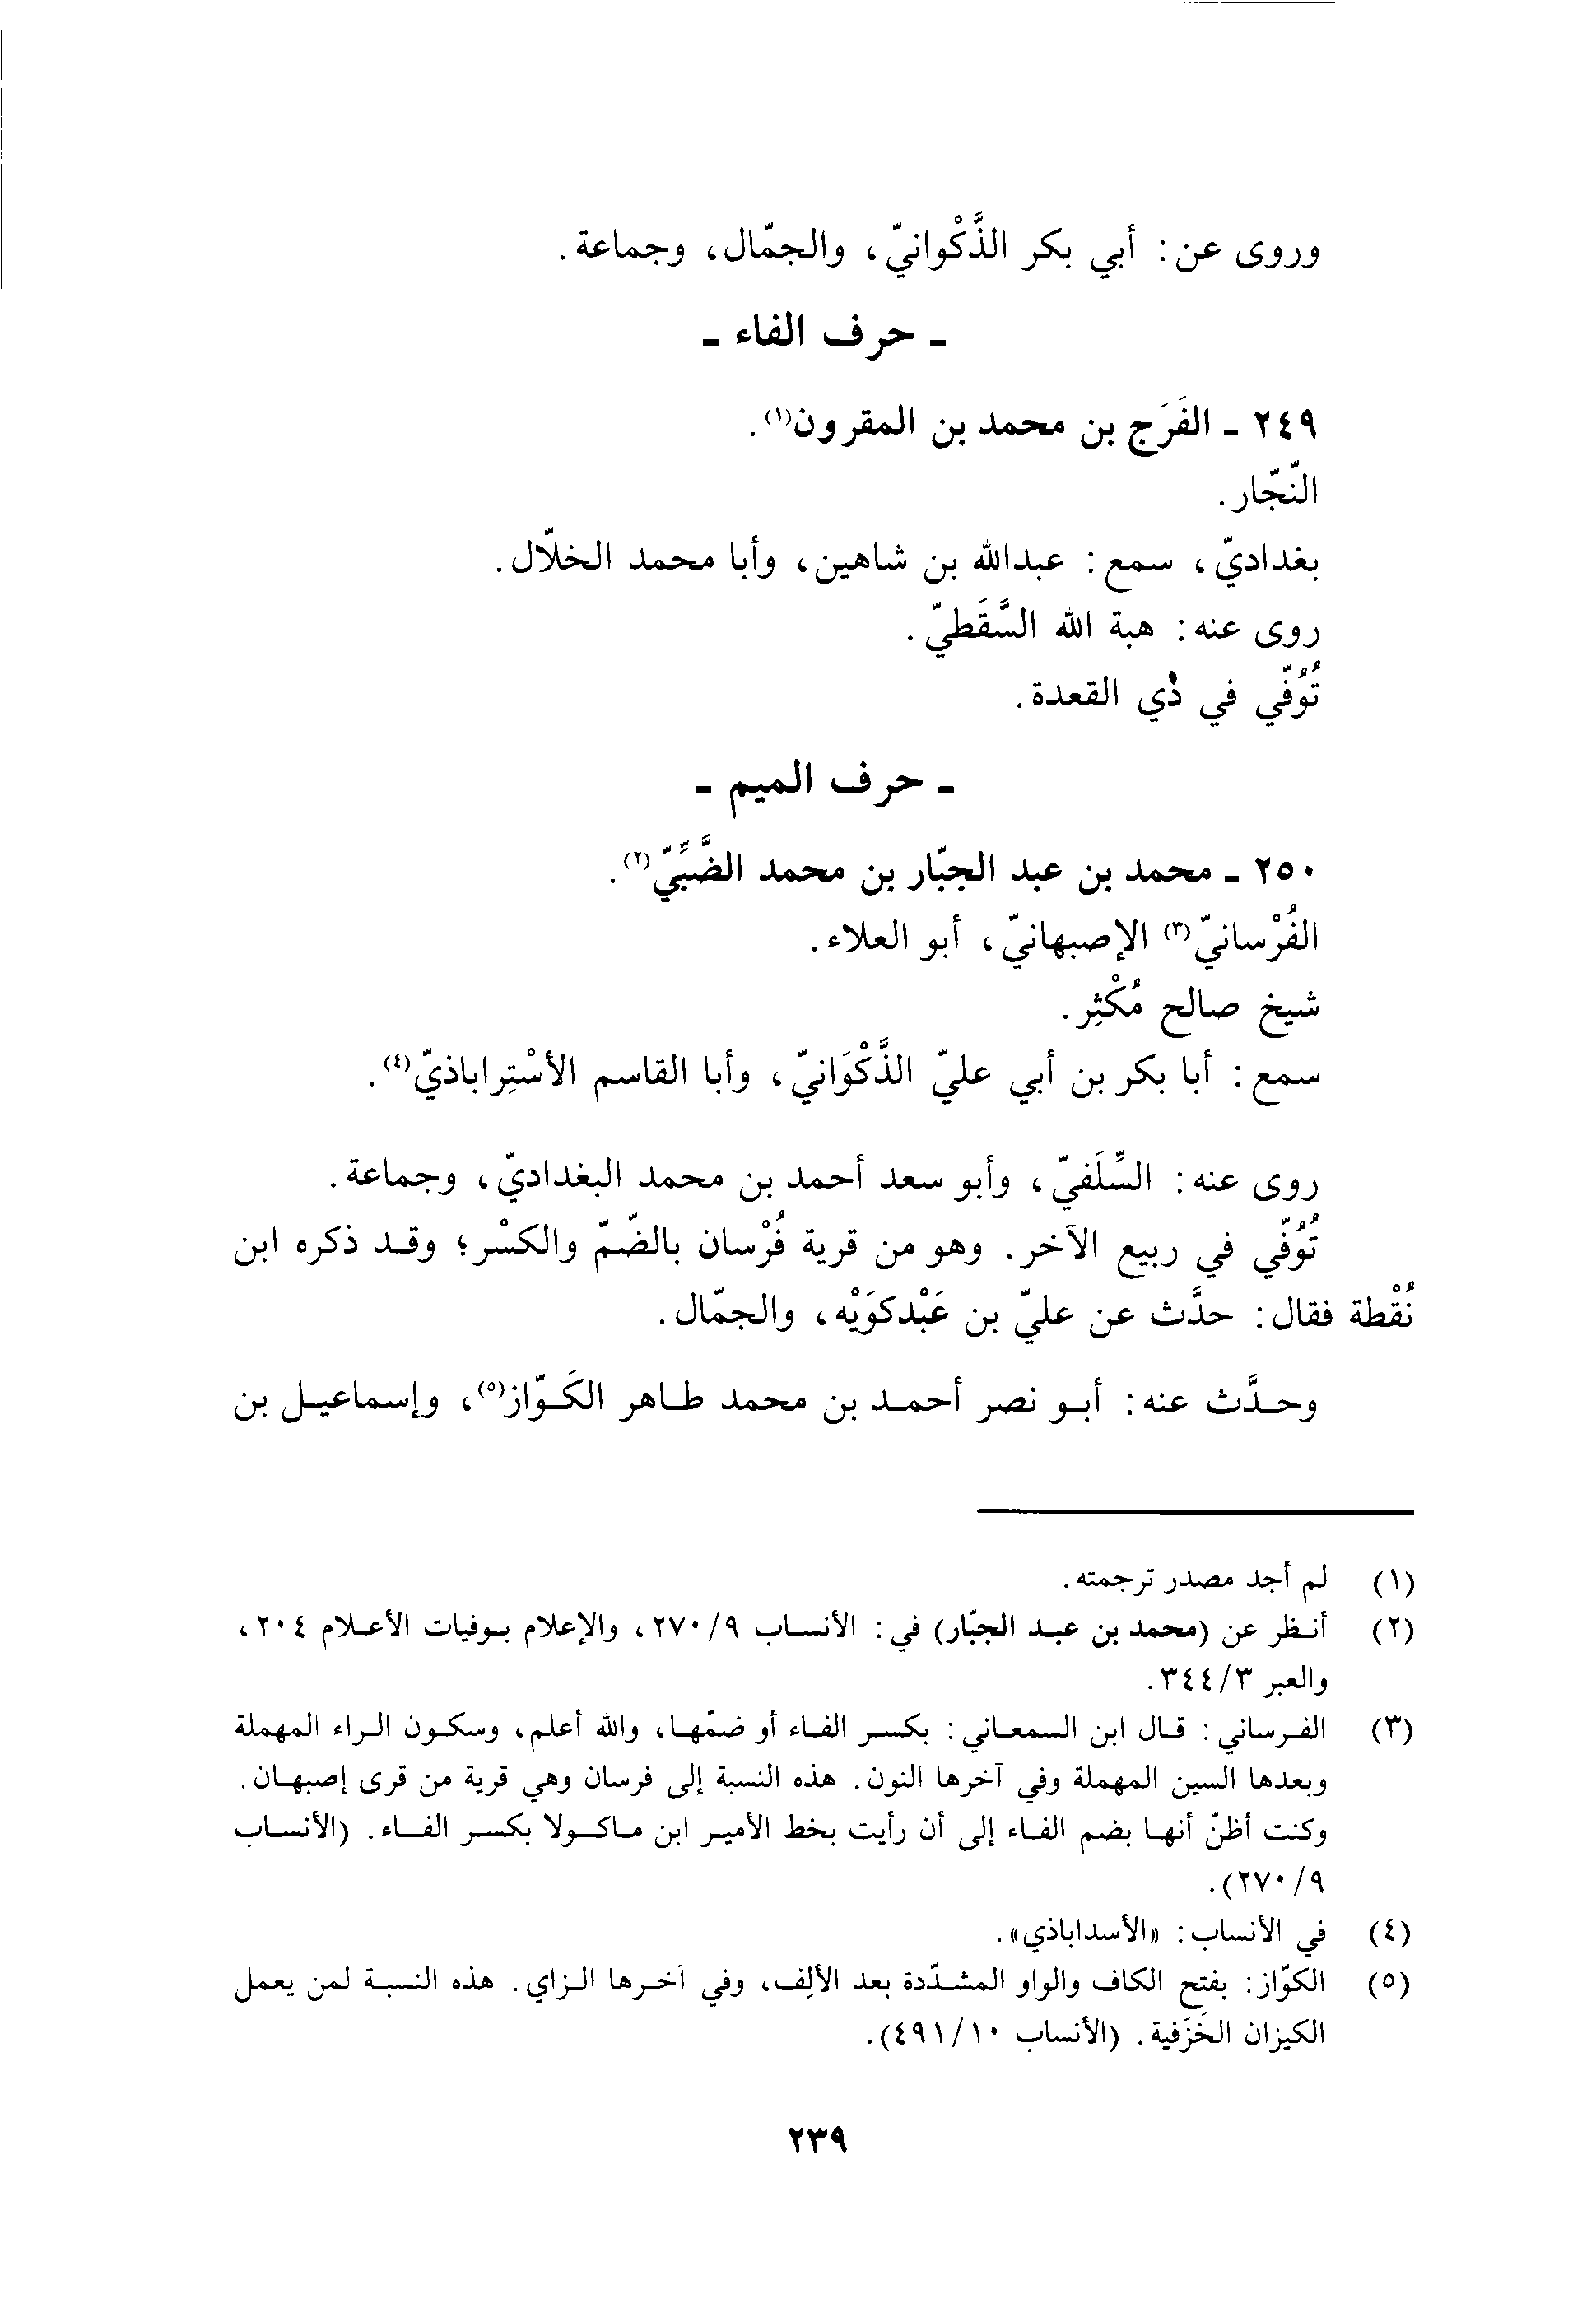 وروى عن: أبي بكر الذَّكْوانيّ، والجمّال، وجماعة.
ـ حرف الفاء ـ
٢٤٩ ـ الفَرَج بن محمد بن المقرون(١).
النّجّار.
بغداديّ، سمع: عبدالله بن شاهين، وأبا محمد الخلاّل.
روى عنه: هبة الله السَّقَطيّ.
تُوُفّي في ذي القعدة.
ـ حرف الميم ـ
٢٥٠ ـ محمد بن عبد الجبّار بن محمد الضَّبِّيّ(٢).
الفُرْسانيّ(٣) الإصبهانيّ، أبو العلاء.
شيخ صالح مُكْثِر.
سمع: أبا بكر بن أبي عليّ الذَّكْوَانيّ، وأبا القاسم الأسْتِراباذيّ(٤).
روى عنه: السِّلَفيّ، وأبو سعد أحمد بن محمد البغداديّ، وجماعة.
تُوُفّي في ربيع الآخر. وهو من قرية فُرْسان بالضّمّ والكسْر؛ وقد ذكره ابن
نُقْطة فقال: حدَّث عن عليّ بن عَبْدكوَيْه، والجمّال.
وحدَّث عنه: أبو نصر أحمد بن محمد طاهر الكَوّاز(٥)، وإسماعيل بن
(١) لم أجد مصدر ترجمته.
(٢) أنظر عن (محمد بن عبد الجبّار) في: الأنساب ٩/٢٧٠، والإعلام بوفيات الأعلام ٢٠٤،
والعبر ٣/٣٤٤.
(٣) الفرساني: قال ابن السمعاني: بكسر الفاء أو ضمّها، والله أعلم، وسكون الراء المهملة
وبعدها السين المهملة وفي آخرها النون. هذه النسبة إلى فرسان وهي قرية من قرى إصبهان.
وكنت أظنّ أنها بضم الفاء إلى أن رأيت بخط الأمير ابن ماكولا بكسر الفاء. (الأنساب
٩/٢٧٠).
(٤) في الأنساب: «الأسداباذي».
(٥) الكوّاز: بفتح الكاف والواو المشدّدة بعد الألِف، وفي آخرها الزاي. هذه النسبة لمن يعمل
الكيزان الخَزَفية. (الأنساب ١٠/٤٩١).
٢٣٩